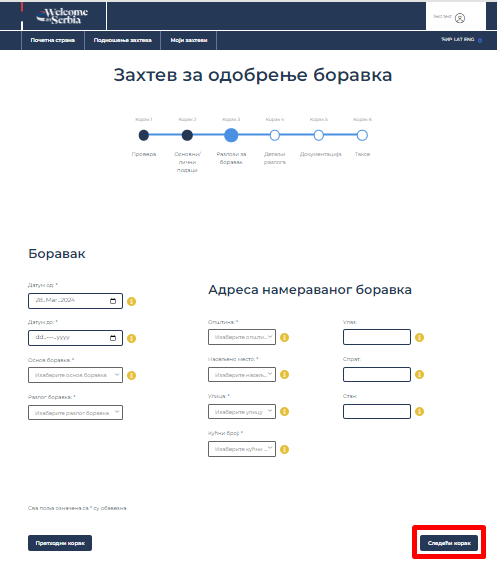 Welcome
to Serbia
Почетна страна
Подношење захтева
Моји захтеви
ЋИР LAT ENG
Захтев за одобрење боравка
Корак 1
Корак 2
Корак 3
Корак 4
Корак 5
Корак 6
Провера
Основни/
лични
подаци
Разлози за
боравак
Детаљи
разлога
Документација
Таксе
Боравак
Датум од: *
28..Mar..2024
Датум до: *
dd..---..yyyy
Основ боравка: *
Изаберите основ боравка
Разлог боравка: *
Изаберите разлог боравка
Адреса намераваног боравка
Општина: *
Изаберите општи...
Улаз:
Насељено место: *
Изаберите насељ...
Спрат:
Улица: *
Изаберите улицу
Стан:
Кућни број: *
Изаберите кућни ...
Сва поља означена са * су обавезна
Претходни корак
Следећи корак